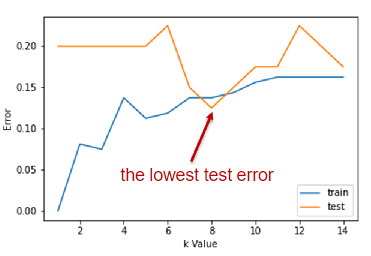 0.20
0.15
0.10
0.05
0.00
Error
the lowest test error
train
test
2 4 6 8 10 12 14
k Value